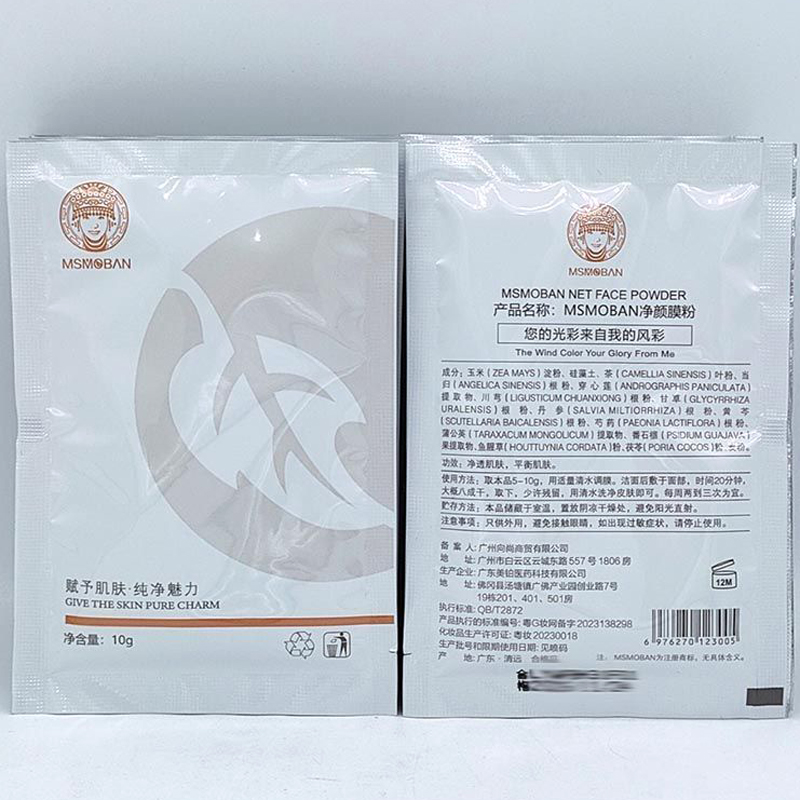 MSMOBAN
赋予肌肤·纯净魅力
GIVE THE SKIN PURE CHARM
净含量: 10g
MSMOBAN
MSMOBAN NET FACE POWDER
产品名称: MSMOBAN净颜膜粉
您的光彩来自我的风彩
The Wind Color Your Glory From Me
成分: 玉米(ZEA MAYS)淀粉、硅藻土、茶(CAMELLIA SINENSIS)叶粉、当
归(ANGELICA SINENSIS)根粉、穿心莲(ANDROGRAPHIS PANICULATA)
提取物、川芎(LIGUSTICUM CHUANXIONG)根粉、甘草(GLYCYRRHIZA
URALENSIS)根粉、丹参(SALVIA MILTIORRHIZA)根粉、黄芩
(SCUTELLARIA BAICALENSIS)根粉、芍药(PAEONIA LACTIFLORA)根粉、
蒲公英(TARAXACUM MONGOLICUM)提取物、番石榴(PSIDIUM GUAJAVA)
果提取物、鱼腥草(HOUTTUYNIA CORDATA)粉、茯苓(PORIA COCOS)粉、
功效: 净透肌肤,平衡肌肤。
使用方法: 取本品5-10g,用适量清水调膜。洁面后敷于面部,时间20分钟,
大概八成干,取下,少许残留,用清水洗净皮肤即可。每周两到三次为宜。
贮存方法: 本品储藏于室温,置放阴凉干燥处,避免阳光直射。
注意事项: 只供外用,避免接触眼睛,如出现过敏症状,请停止使用。
备案人: 广州向尚商贸有限公司
地址: 广州市白云区云城东路557号1806房
生产企业: 广东美铂医药科技有限公司
地址: 佛冈县汤塘镇广佛产业园创业路7号
19栋201、401、501房
执行标准: QB/T2872
产品执行的标准编号: 粤G妆网备字2023138298
化妆品生产许可证: 粤妆20230018
生产批号和限期使用日期: 见喷码
产地: 广东·清远
12M
6 976270 123005
注: MSMOBAN为注册商标,无具体含义。